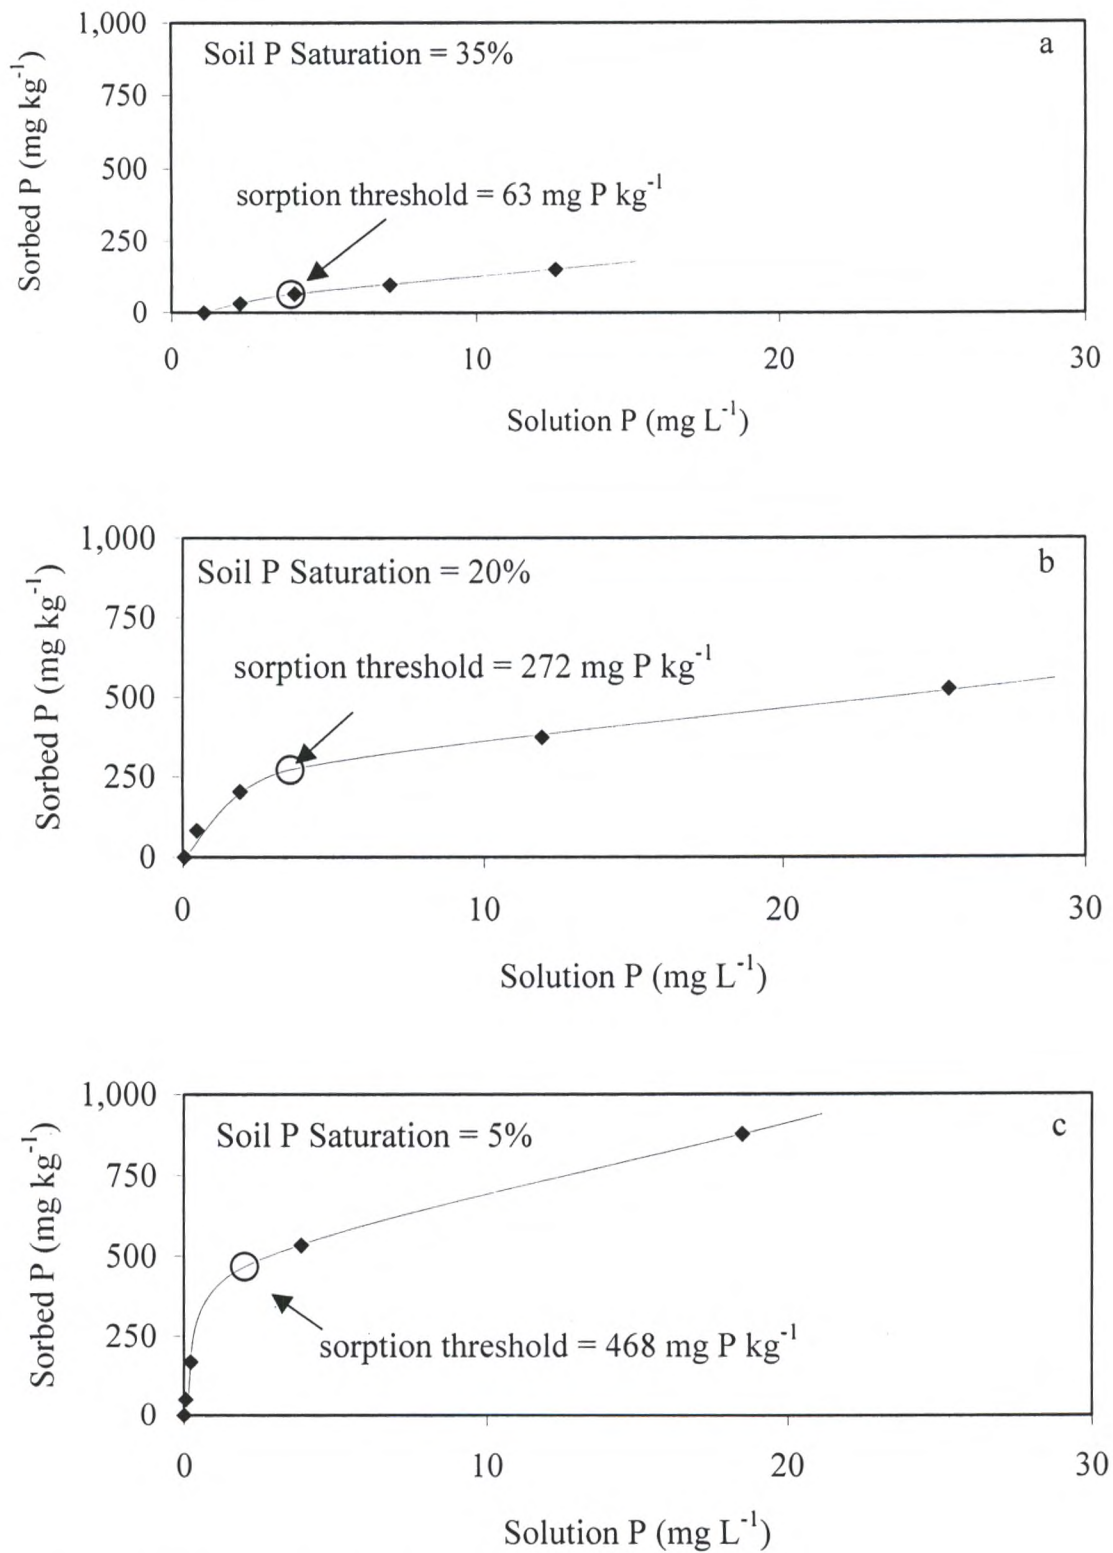 1,000
Soil P Saturation = 35%
a
750
500
sorption threshold = 63 mg P kg⁻¹
250
0
Sorbed P (mg kg⁻¹)
0 10 20 30
Solution P (mg L⁻¹)
1,000
Soil P Saturation = 20%
b
750
sorption threshold = 272 mg P kg⁻¹
500
250
0
Sorbed P (mg kg⁻¹)
0 10 20 30
Solution P (mg L⁻¹)
1,000
Soil P Saturation = 5%
c
750
500
250
sorption threshold = 468 mg P kg⁻¹
0
Sorbed P (mg kg⁻¹)
0 10 20 30
Solution P (mg L⁻¹)